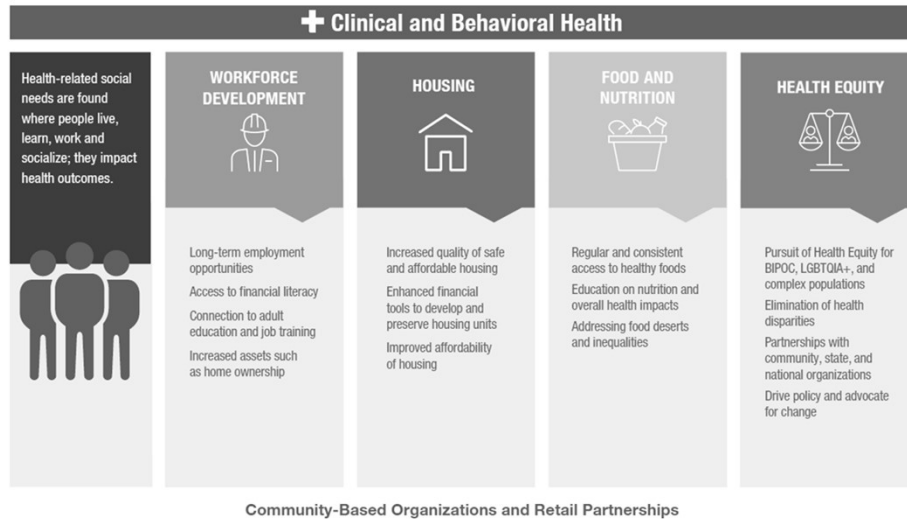 Clinical and Behavioral Health
Health-related social
needs are found
where people live,
learn, work and
socialize; they impact
health outcomes.
WORKFORCE
DEVELOPMENT
Long-term employment
opportunities
Access to financial literacy
Connection to adult
education and job training
Increased assets such
as home ownership
HOUSING
Increased quality of safe
and affordable housing
Enhanced financial
tools to develop and
preserve housing units
Improved affordability
of housing
FOOD AND
NUTRITION
Regular and consistent
access to healthy foods
Education on nutrition and
overall health impacts
Addressing food deserts
and inequalities
HEALTH EQUITY
Pursuit of Health Equity for
BIPOC, LGBTQIA+, and
complex populations
Elimination of health
disparities
Partnerships with
community, state, and
national organizations
Drive policy and advocate
for change
Community-Based Organizations and Retail Partnerships